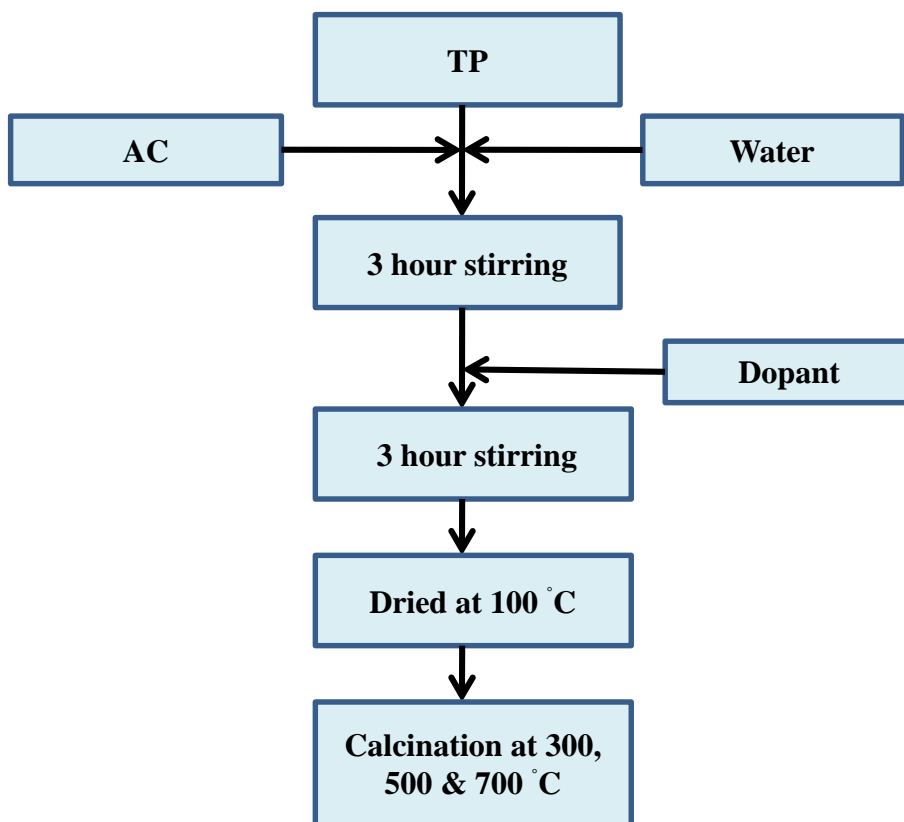 TP
AC
Water
3 hour stirring
Dopant
3 hour stirring
Dried at 100 °C
Calcination at 300,
500 & 700 °C